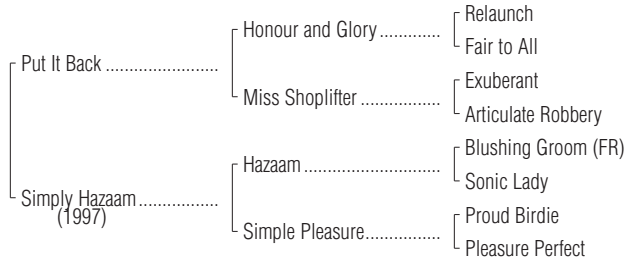 Relaunch
Honour and Glory .............
Fair to All
Put It Back ........................
Exuberant
Miss Shoplifter .................
Articulate Robbery
Blushing Groom (FR)
Hazaam ..........................
Sonic Lady
Simply Hazaam.................
(1997)
Proud Birdie
Simple Pleasure................
Pleasure Perfect